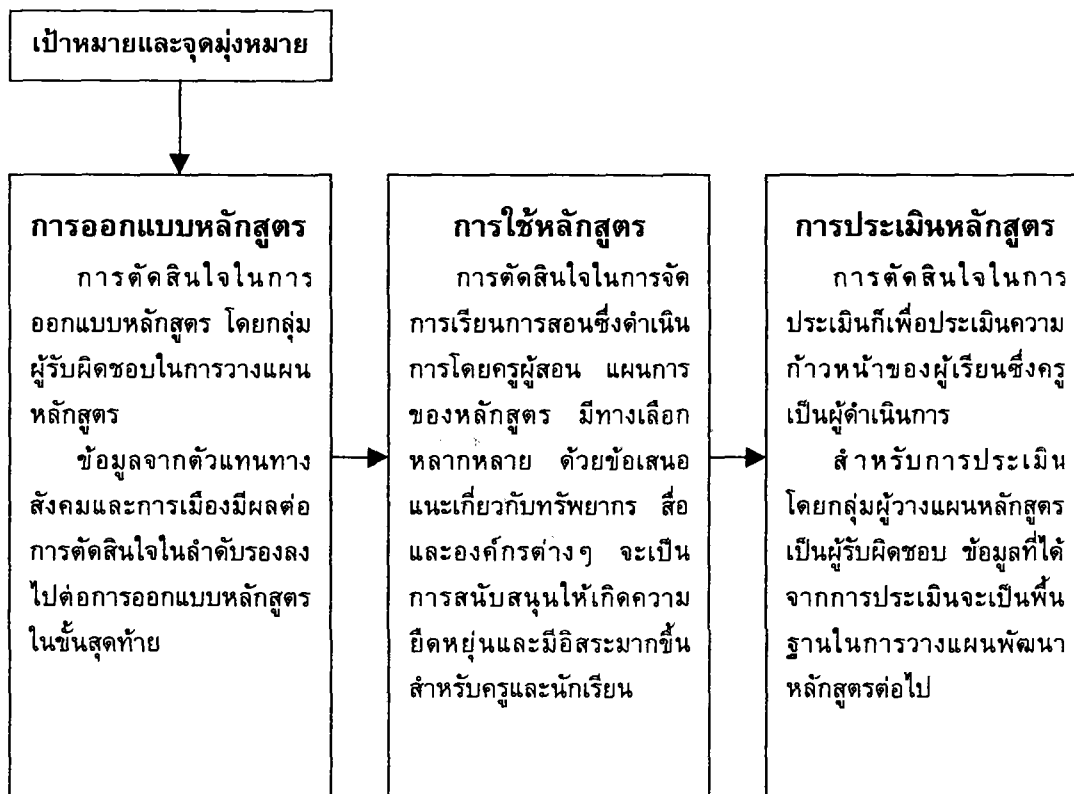 เป้าหมายและจุดมุ่งหมาย
การออกแบบหลักสูตร
การตัดสินใจในการ
ออกแบบหลักสูตร โดยกลุ่ม
ผู้รับผิดชอบในการวางแผน
หลักสูตร
ข้อมูลจากตัวแทนทาง
สังคมและการเมืองมีผลต่อ
การตัดสินใจในลำดับรองลง
ไปต่อการออกแบบหลักสูตร
ในขั้นสุดท้าย
การใช้หลักสูตร
การตัดสินใจในการจัด
การเรียนการสอนซึ่งดำเนิน
การโดยครูผู้สอน แผนการ
ของหลักสูตร มีทางเลือก
หลากหลาย ด้วยข้อเสนอ
แนะเกี่ยวกับทรัพยากร สื่อ
และองค์กรต่างๆ จะเป็น
การสนับสนุนให้เกิดความ
ยืดหยุ่นและมีอิสระมากขึ้น
สำหรับครูและนักเรียน
การประเมินหลักสูตร
การตัดสินใจในการ
ประเมินก็เพื่อประเมินความ
ก้าวหน้าของผู้เรียนซึ่งครู
เป็นผู้ดำเนินการ
สำหรับการประเมิน
โดยกลุ่มผู้วางแผนหลักสูตร
เป็นผู้รับผิดชอบ ข้อมูลที่ได้
จากการประเมินจะเป็นพื้น
ฐานในการวางแผนพัฒนา
หลักสูตรต่อไป